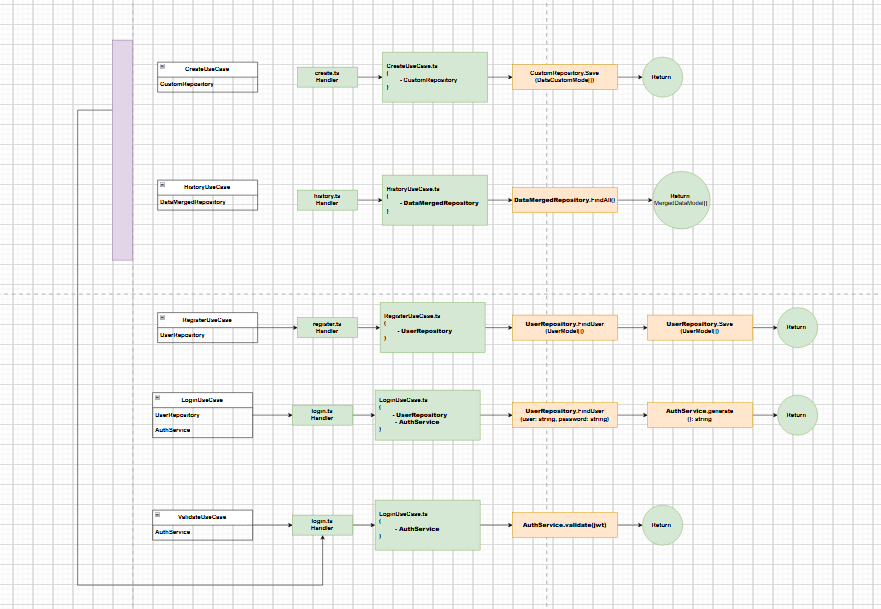 CreateUseCase
CustomRepository
create.ts
Handler
CreateUseCase.ts
{
- CustomRepository
}
CustomRepository.Save
(DataCustomModel[])
Return
HistoryUseCase
DataMergedRepository
history.ts
Handler
HistoryUseCase.ts
{
- DataMergedRepository
}
DataMergedRepository.FindAll()
Return
MergedDataModel[]
RegisterUseCase
UserRepository
register.ts
Handler
RegisterUseCase.ts
{
- UserRepository
}
UserRepository.FindUser
(UserModel[])
UserRepository.Save
(UserModel[])
Return
LoginUseCase
UserRepository
AuthService
login.ts
Handler
LoginUseCase.ts
{
- UserRepository
- AuthService
}
UserRepository.FindUser
(user: string, password: string)
AuthService.generate
(): string
Return
ValidateUseCase
AuthService
login.ts
Handler
LoginUseCase.ts
{
- AuthService
}
AuthService.validate(jwt)
Return